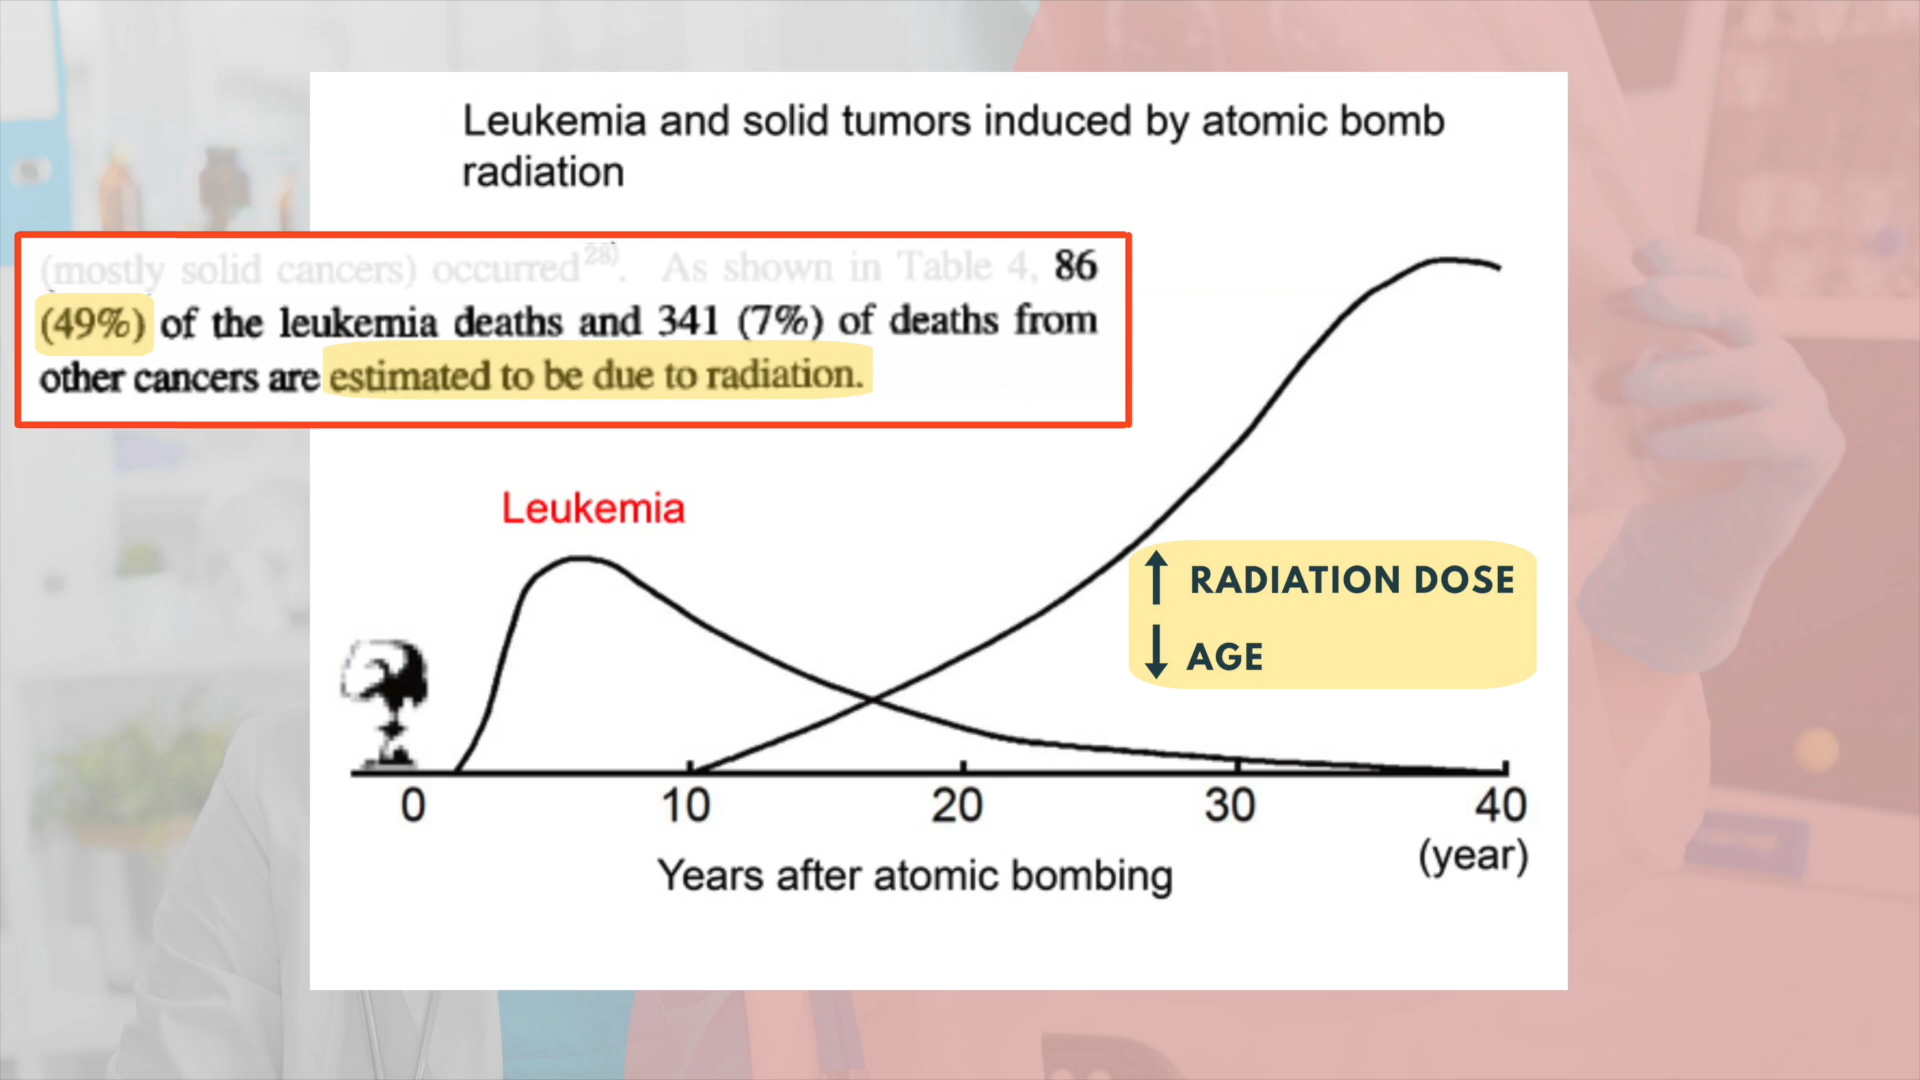 Leukemia and solid tumors induced by atomic bomb
radiation
(mostly solid cancers) occurred28). As shown in Table 4, 86
(49%) of the leukemia deaths and 341 (7%) of deaths from
other cancers are estimated to be due to radiation.
Leukemia
↑ RADIATION DOSE
↓ AGE
0 10 20 30 40
(year)
Years after atomic bombing